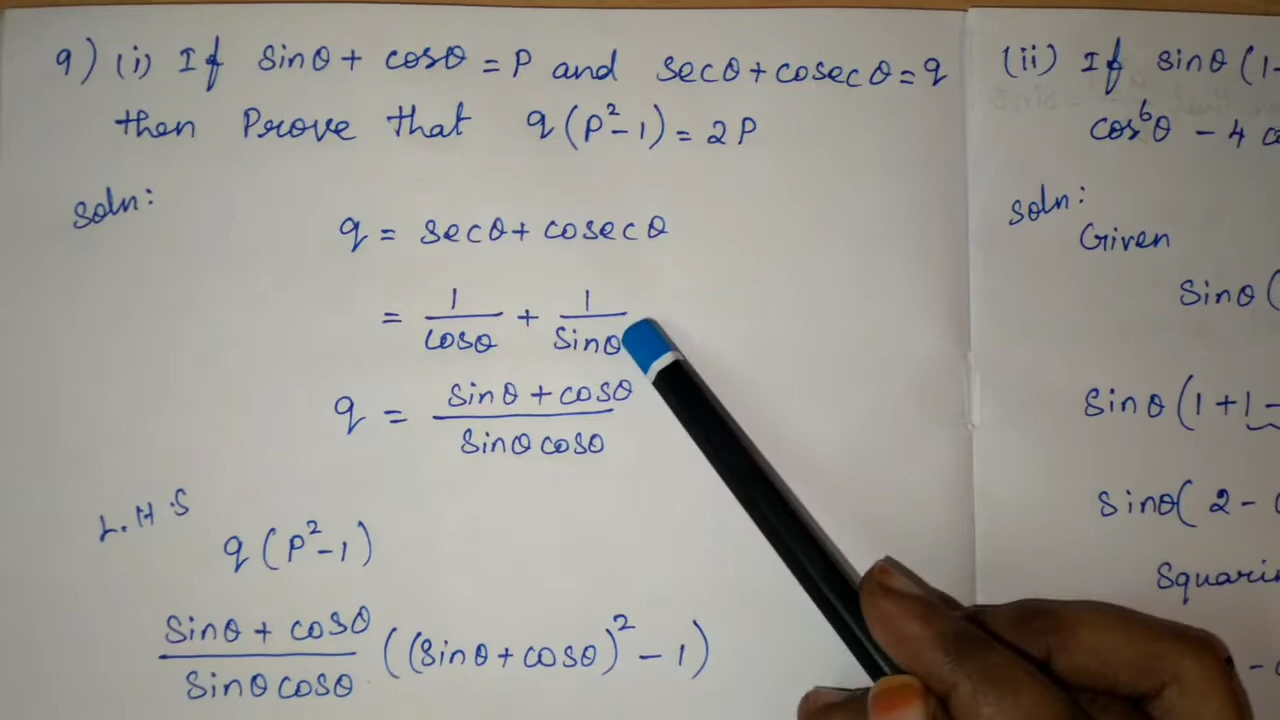 9) (i) If sinθ + cosθ = P and secθ + cosecθ = q
then Prove that q(P²-1) = 2P
Soln:
q = secθ + cosecθ
= 1/cosθ + 1/sinθ
q = sinθ + cosθ / sinθ cosθ
L.H.S
q(P²-1)
sinθ + cosθ / sinθ cosθ ((sinθ + cosθ)² - 1)
(ii) If sinθ (1-
cos⁶θ - 4 c
Soln:
Given
sinθ (
sinθ (1+1-
sinθ( 2 -
Squarin